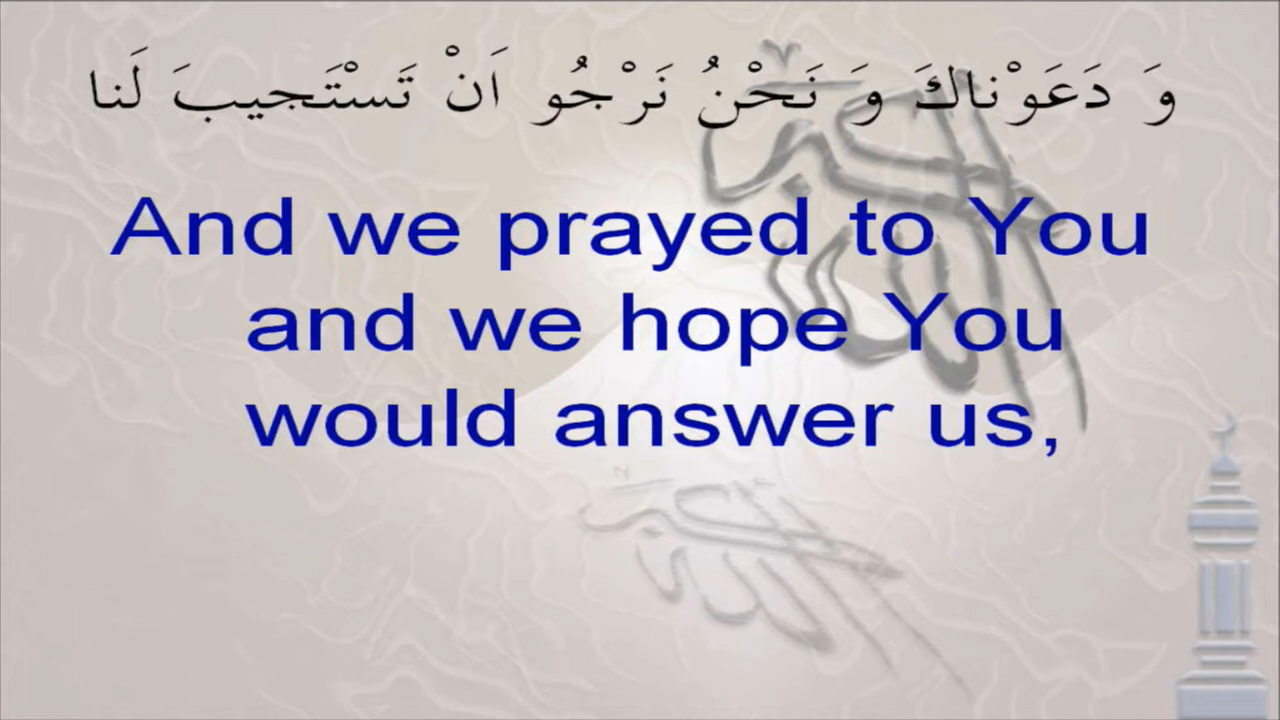 وَ دَعَوْناكَ وَ نَحْنُ نَرْجُو اَنْ تَسْتَجيبَ لَنا
And we prayed to You
and we hope You
would answer us,